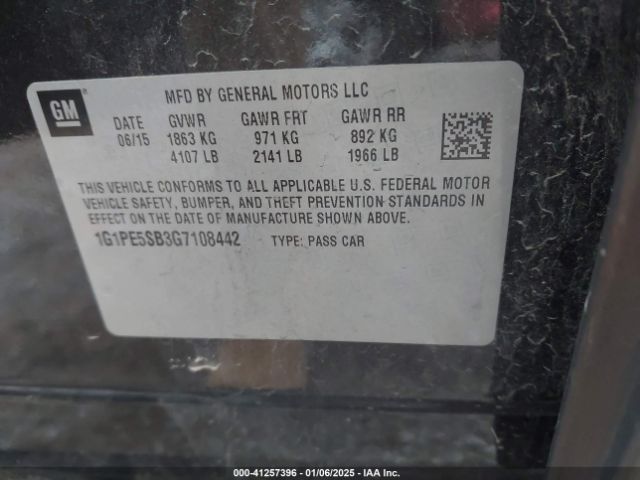 GM
MFD BY GENERAL MOTORS LLC
DATE GVWR GAWR FRT GAWR RR
06/15 1863 KG 971 KG 892 KG
4107 LB 2141 LB 1966 LB
THIS VEHICLE CONFORMS TO ALL APPLICABLE U.S. FEDERAL MOTOR
VEHICLE SAFETY, BUMPER, AND THEFT PREVENTION STANDARDS IN
EFFECT ON THE DATE OF MANUFACTURE SHOWN ABOVE.
1G1PE5SB3G7108442 TYPE: PASS CAR
000-41257396 - 01/06/2025 - IAA Inc.